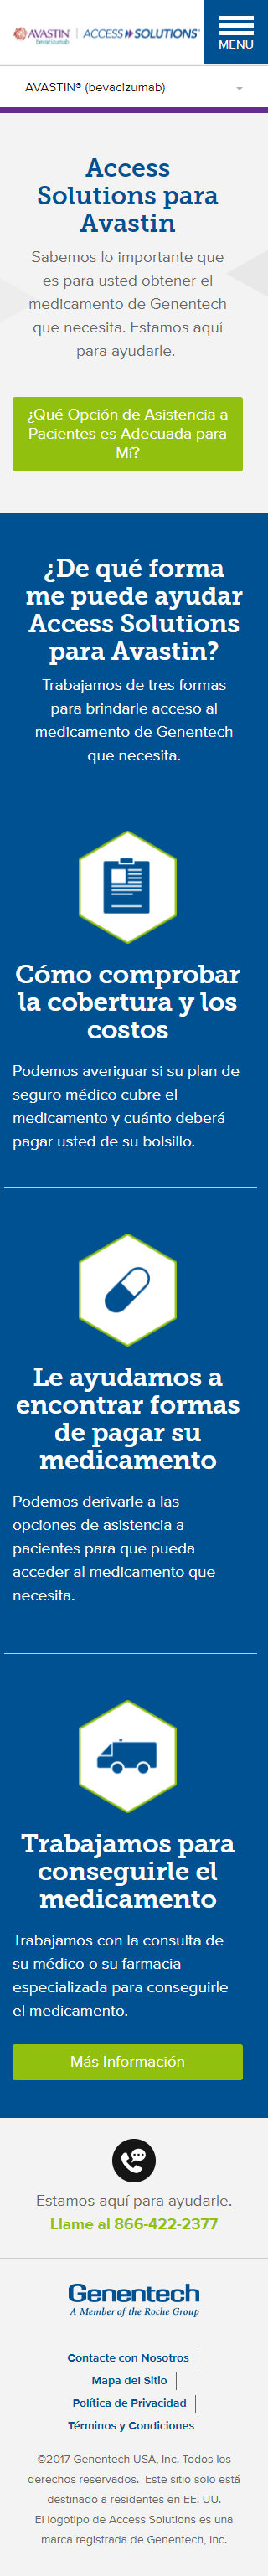 AVASTIN
bevacizumab
ACCESS SOLUTIONS®
MENU
AVASTIN® (bevacizumab)
Access
Solutions para
Avastin
Sabemos lo importante que
es para usted obtener el
medicamento de Genentech
que necesita. Estamos aquí
para ayudarle.
¿Qué Opción de Asistencia a
Pacientes es Adecuada para
Mí?
¿De qué forma
me puede ayudar
Access Solutions
para Avastin?
Trabajamos de tres formas
para brindarle acceso al
medicamento de Genentech
que necesita.
Cómo comprobar
la cobertura y los
costos
Podemos averiguar si su plan de
seguro médico cubre el
medicamento y cuánto deberá
pagar usted de su bolsillo.
Le ayudamos a
encontrar formas
de pagar su
medicamento
Podemos derivarle a las
opciones de asistencia a
pacientes para que pueda
acceder al medicamento que
necesita.
Trabajamos para
conseguirle el
medicamento
Trabajamos con la consulta de
su médico o su farmacia
especializada para conseguirle
el medicamento.
Más Información
Estamos aquí para ayudarle.
Llame al 866-422-2377
Genentech
A Member of the Roche Group
Contacte con Nosotros
Mapa del Sitio
Política de Privacidad
Términos y Condiciones
©2017 Genentech USA, Inc. Todos los
derechos reservados. Este sitio solo está
destinado a residentes en EE. UU.
El logotipo de Access Solutions es una
marca registrada de Genentech, Inc.